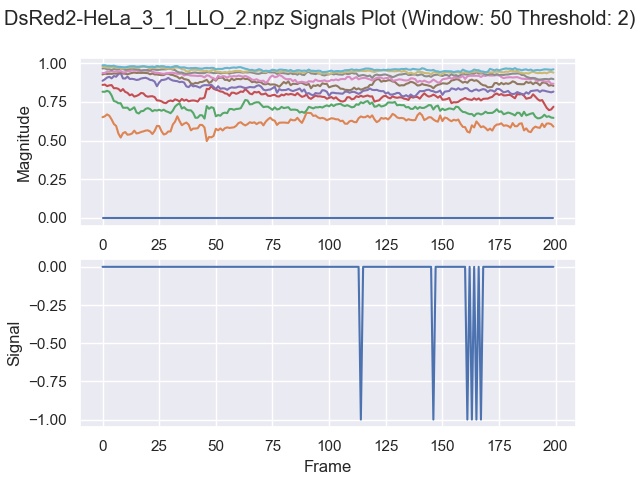 DsRed2-HeLa_3_1_LLO_2.npz Signals Plot (Window: 50 Threshold: 2)
1.00
0.75
0.50
0.25
0.00
Magnitude
0 25 50 75 100 125 150 175 200
0.00
−0.25
−0.50
−0.75
−1.00
Signal
0 25 50 75 100 125 150 175 200
Frame